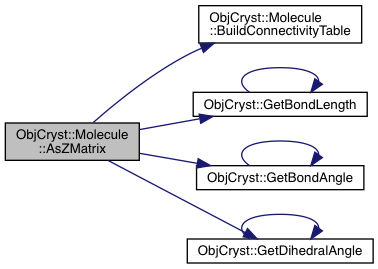 ObjCryst::Molecule
::BuildConnectivityTable
ObjCryst::GetBondLength
ObjCryst::Molecule
::AsZMatrix
ObjCryst::GetBondAngle
ObjCryst::GetDihedralAngle